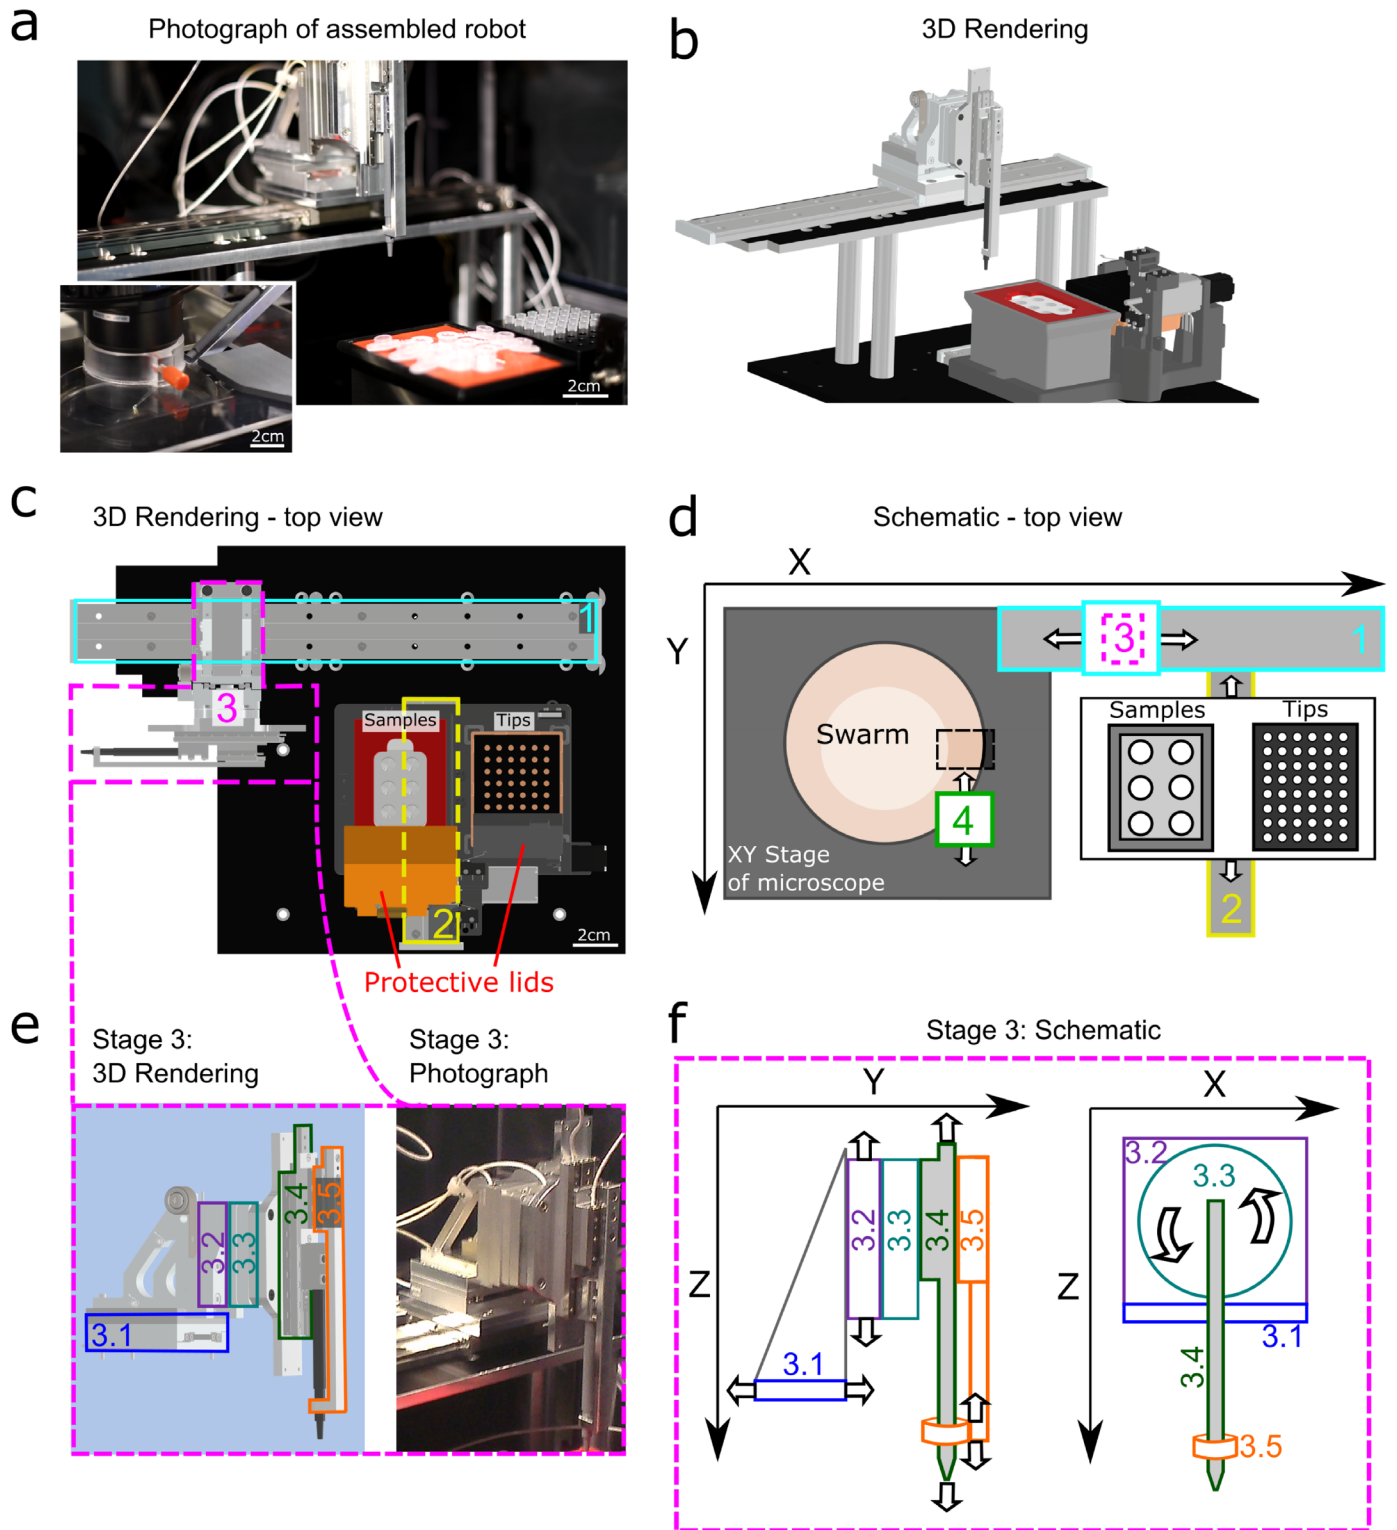 a
Photograph of assembled robot
2cm
2cm
b
3D Rendering
c
3D Rendering - top view
1
3
Samples
Tips
2
2cm
Protective lids
d
Schematic - top view
X
Y
3
1
Swarm
4
XY Stage
of microscope
Samples
Tips
2
e
Stage 3:
3D Rendering
Stage 3:
Photograph
3.1
3.2
3.3
3.4
3.5
f
Stage 3: Schematic
Y
Z
3.1
3.2
3.3
3.4
3.5
X
Z
3.2
3.3
3.1
3.4
3.5